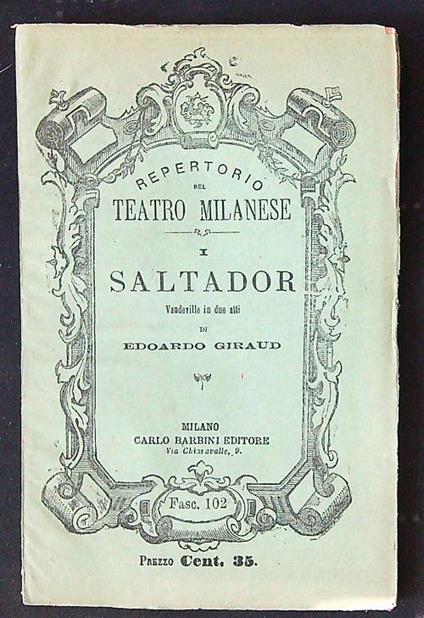 REPERTORIO
DEL
TEATRO MILANESE
I
SALTADOR
Vaudeville in due atti
DI
EDOARDO GIRAUD
MILANO
CARLO BARBINI EDITORE
Via Chiaravalle, 9.
Fasc. 102
PREZZO Cent. 35.